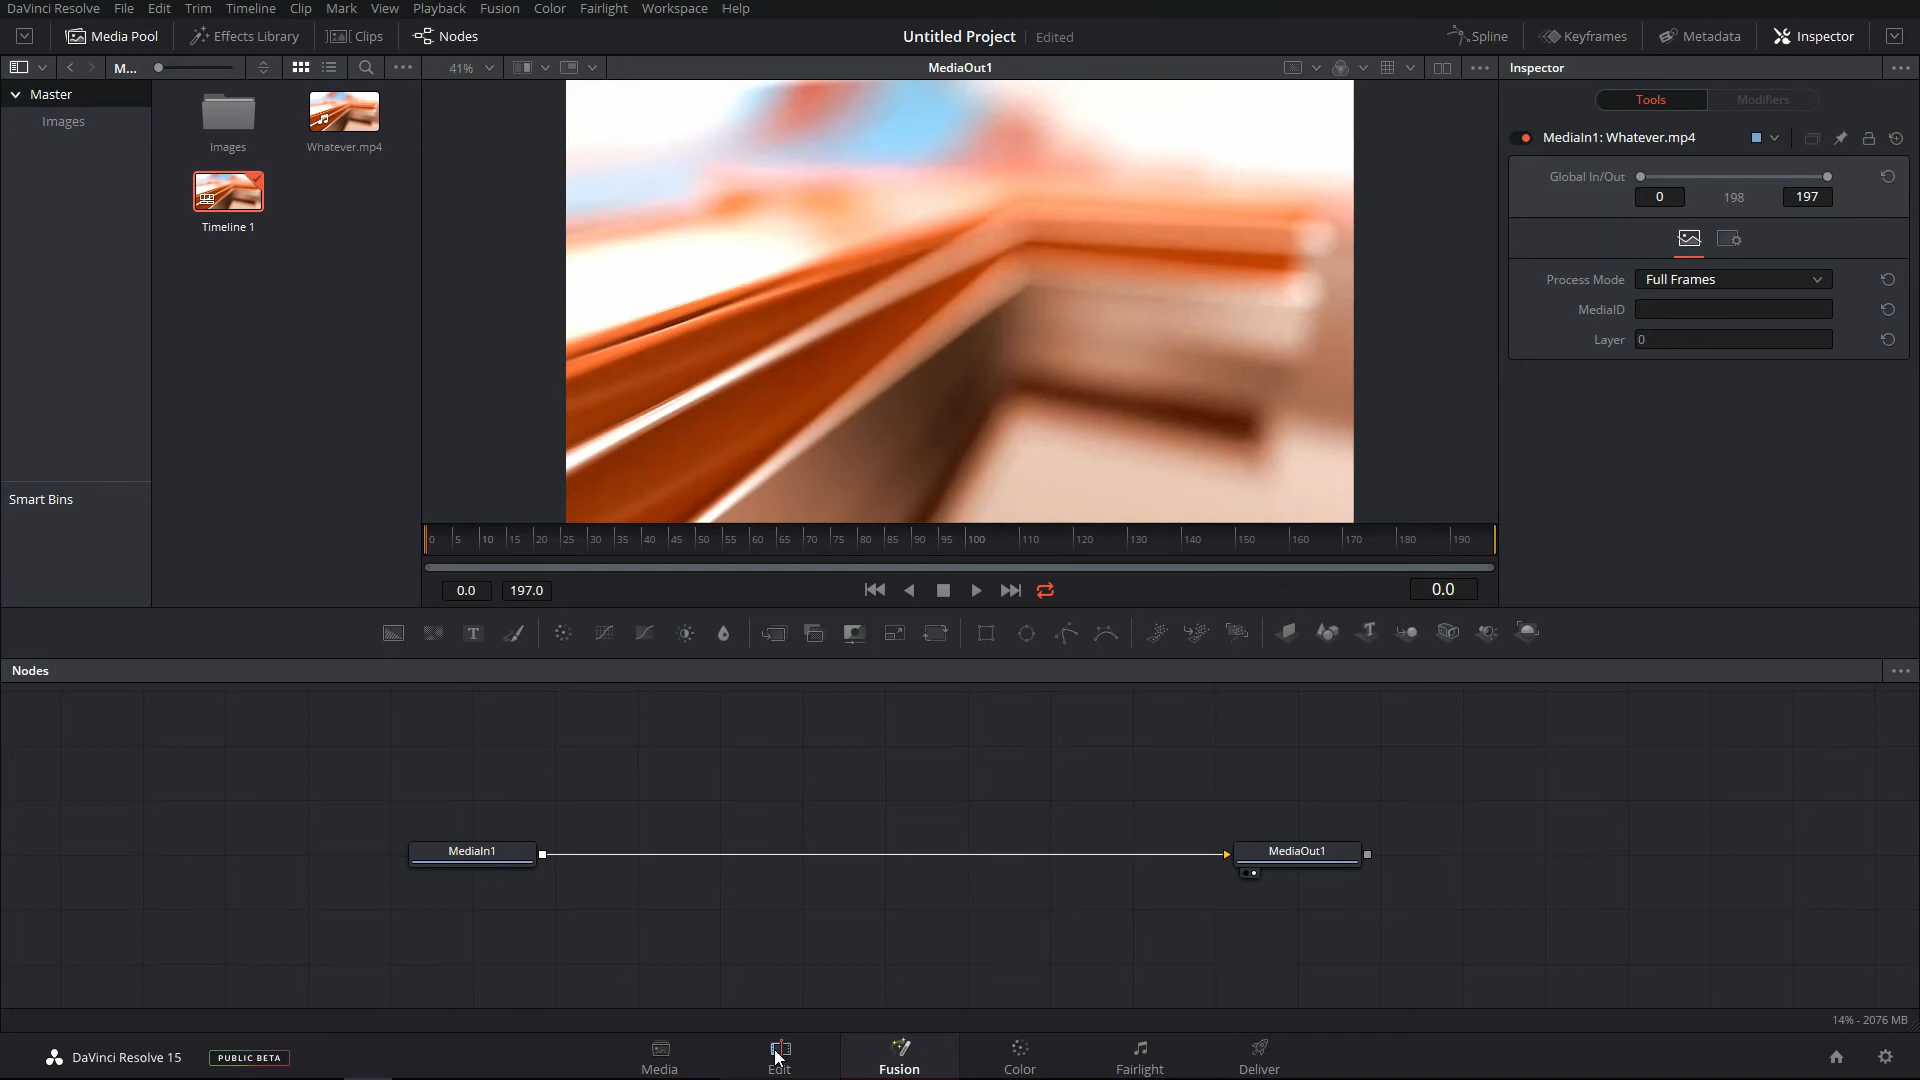 DaVinci Resolve File Edit Trim Timeline Clip Mark View Playback Fusion Color Fairlight Workspace Help
Media Pool Effects Library Clips Nodes Untitled Project Edited Spline Keyframes Metadata Inspector
M... 41% MediaOut1 Inspector
Master
Images
Images
Whatever.mp4
Timeline 1
Smart Bins
Tools Modifiers
MediaIn1: Whatever.mp4
Global In/Out
0 198 197
Process Mode Full Frames
MediaID
Layer 0
0 5 10 15 20 25 30 35 40 45 50 55 60 65 70 75 80 85 90 95 100 110 120 130 140 150 160 170 180 190
0.0 197.0 0.0
T T
Nodes
MediaIn1 MediaOut1
14% - 2076 MB
DaVinci Resolve 15 PUBLIC BETA
Media Edit Fusion Color Fairlight Deliver